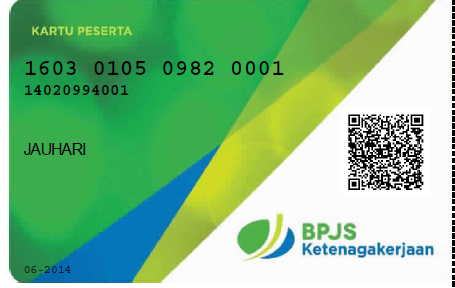 KARTU PESERTA
1603 0105 0982 0001
14020994001
JAUHARI
BPJS
Ketenagakerjaan
06-2014